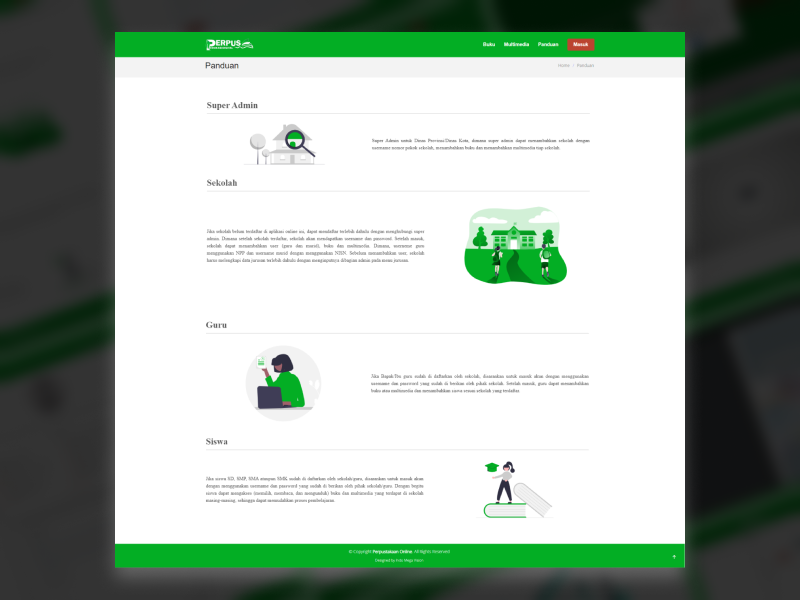 PERPUS
Buku Multimedia Panduan Masuk
Panduan
Home / Panduan
Super Admin
Super Admin untuk Dinas Provinsi-Dinas Kota, dimana super admin dapat menambahkan sekolah dengan
username nomor pihak sekolah, menambahkan buku dan menambahkan multimedia tiap sekolah.
Sekolah
Jika sekolah belum terdaftar di aplikasi online ini, dapat mendaftar terlebih dahulu dengan menghubungi super
admin. Dimana setelah sekolah terdaftar, sekolah akan mendapatkan username dan password. Setelah masuk,
sekolah dapat menambahkan user (guru dan murid), buku dan multimedia. Dimana, username guru
menggunakan NPP dan username murid dengan menggunakan NISN. Sebelum menambahkan user, sekolah
harus melengkapi data jurusan terlebih dahulu dengan mengimputnya dibagian admin pada menu jurusan.
Guru
Jika Bapak/Ibu guru sudah di daftarkan oleh sekolah, disarankan untuk masuk akun dengan menggunakan
username dan password yang sudah di berikan oleh pihak sekolah. Setelah masuk, guru dapat menambahkan
buku atau multimedia dan menambahkan siswa sesuai sekolah yang terdaftar.
Siswa
Jika siswa SD, SMP, SMA ataupun SMK sudah di daftarkan oleh sekolah/guru, disarankan untuk masuk akun
dengan menggunakan username dan password yang sudah di berikan oleh pihak sekolah/guru. Dengan begitu
siswa dapat mengakses (memilih, membaca, dan mengunduh) buku dan multimedia yang terdapat di sekolah
masing-masing, sehingga dapat memudahkan proses pembelajaran.
© Copyright Perpustakaan Online. All Rights Reserved
Designed by